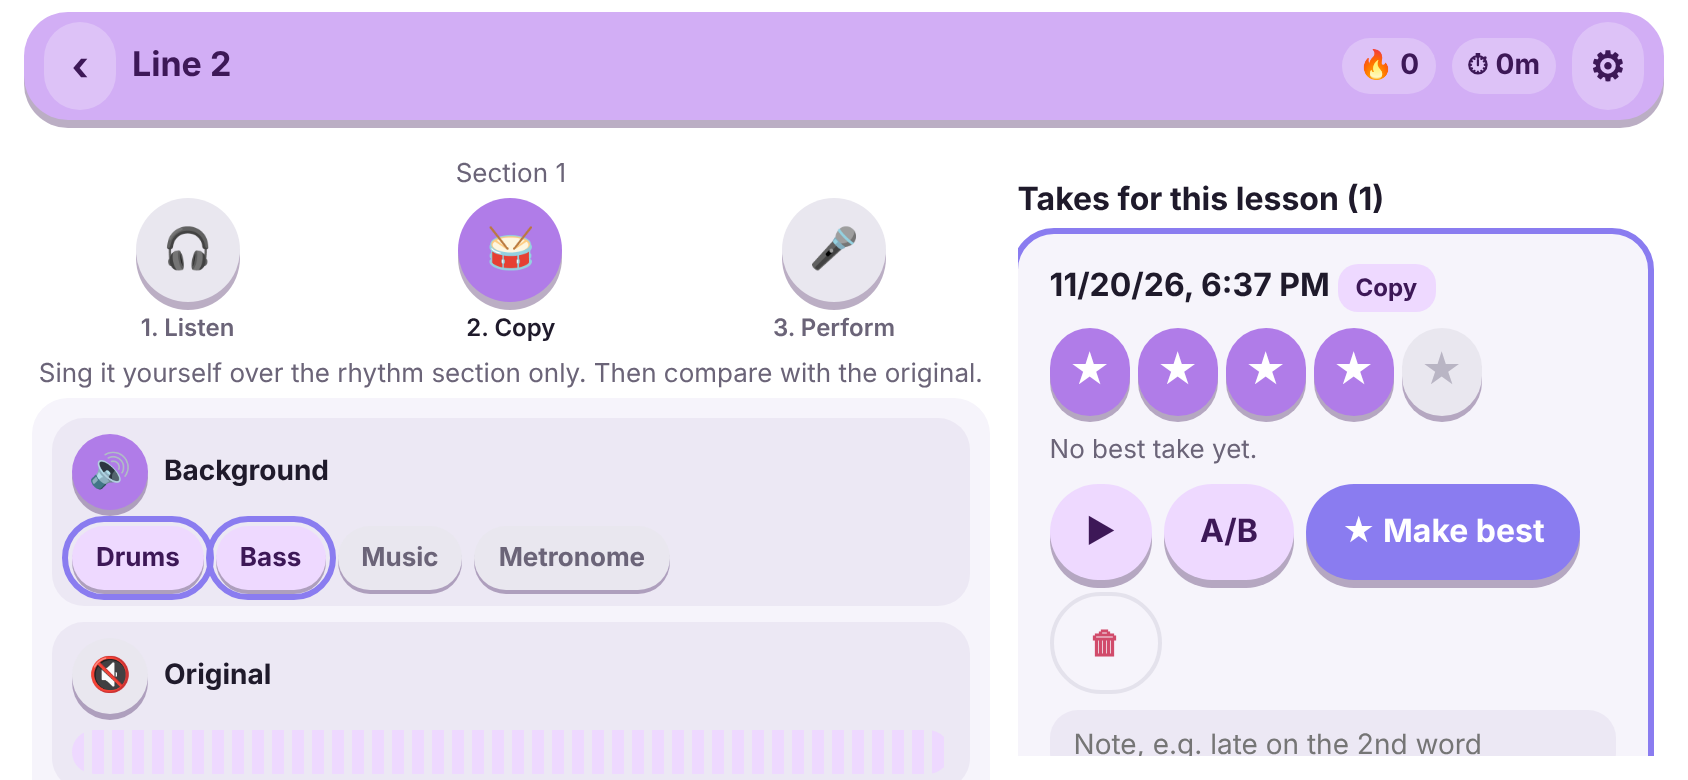 ‹ Line 2
🔥 0
⏱ 0m
Section 1
1. Listen
2. Copy
3. Perform
Sing it yourself over the rhythm section only. Then compare with the original.
Background
Drums
Bass
Music
Metronome
Original
Takes for this lesson (1)
11/20/26, 6:37 PM Copy
No best take yet.
A/B
★ Make best
Note, e.g. late on the 2nd word